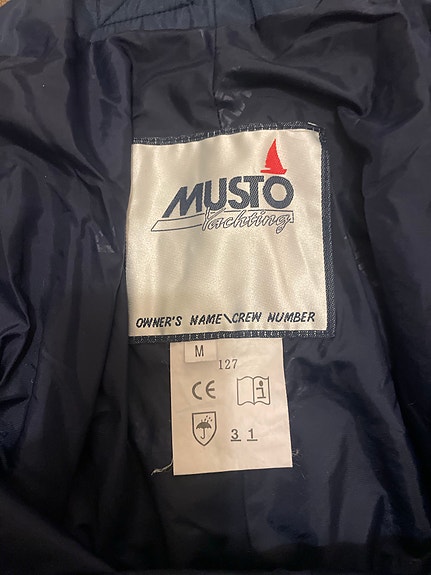 MUSTO
Yachting
OWNER'S NAME\CREW NUMBER
M
127
CE
i
3 1